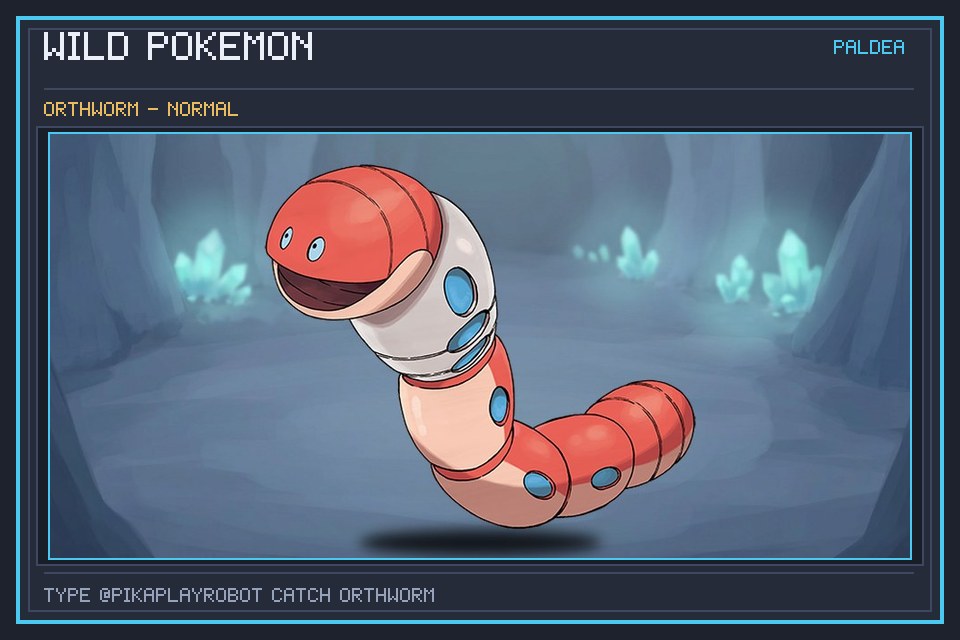 WILD POKEMON
PALDEA
ORTHWORM - NORMAL
TYPE @PIKAPLAYROBOT CATCH ORTHWORM